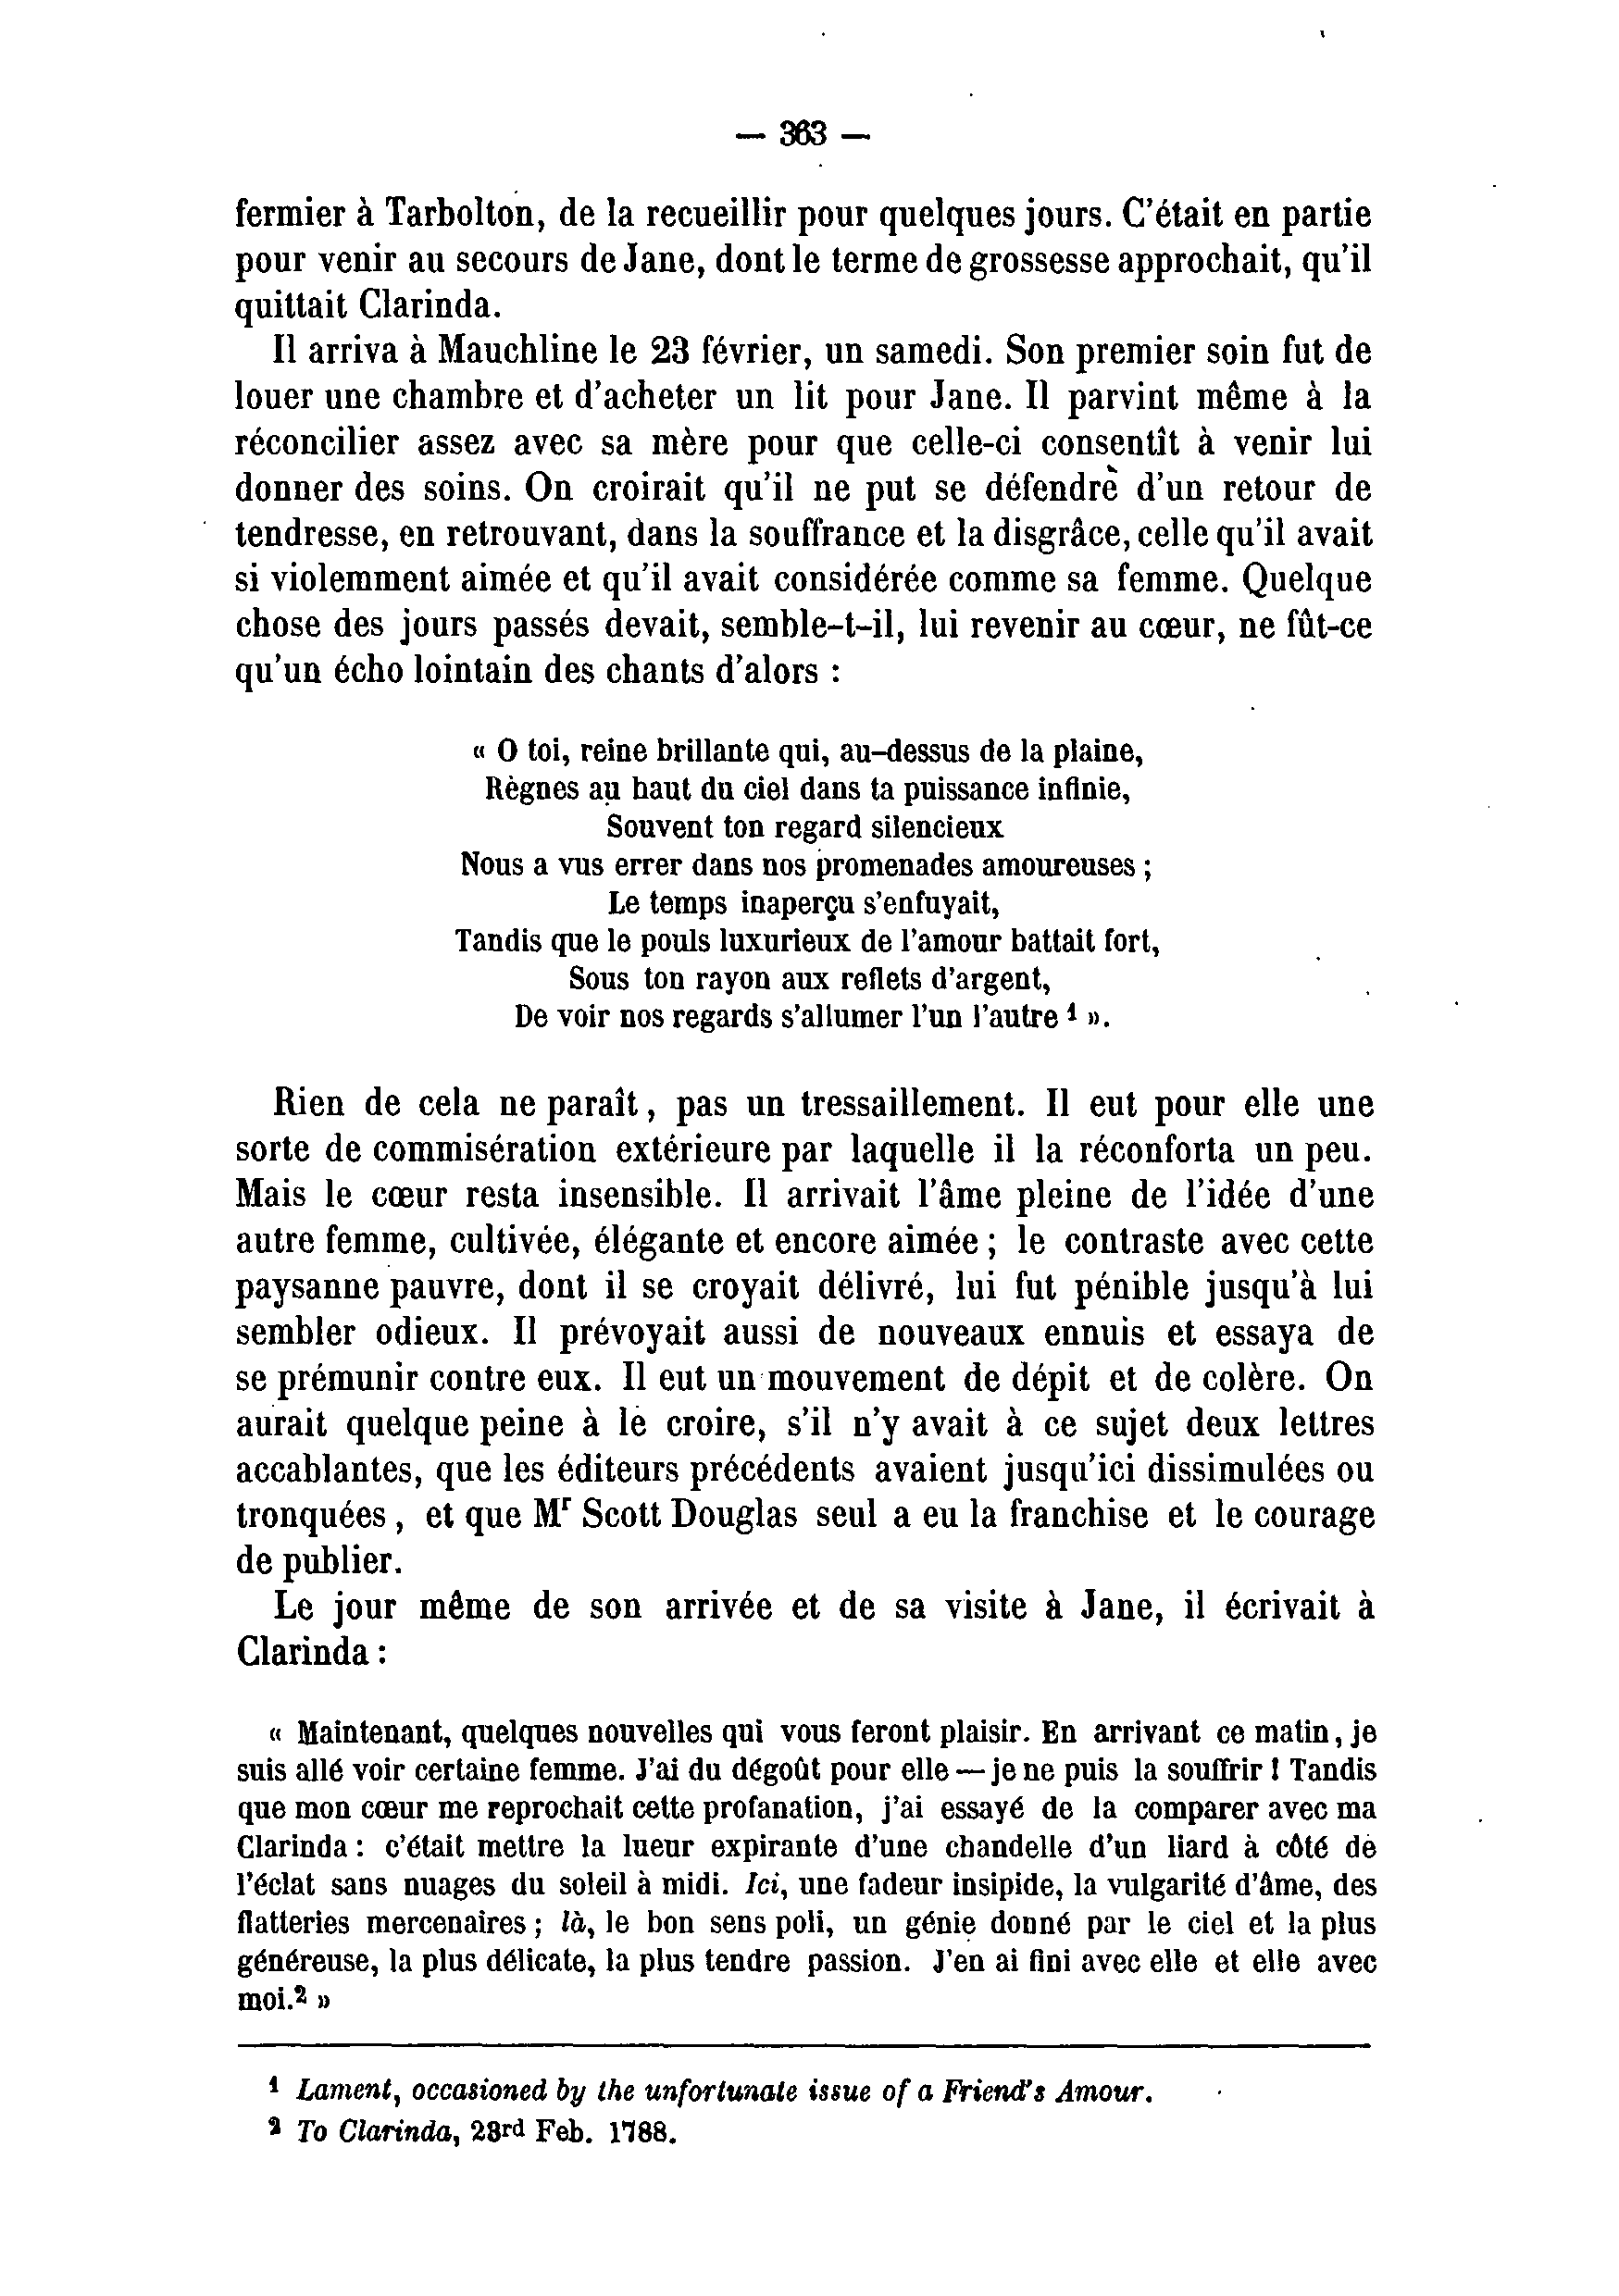 — 363 —
fermier à Tarbolton, de la recueillir pour quelques jours. C'était en partie
pour venir au secours de Jane, dont le terme de grossesse approchait, qu'il
quittait Clarinda.
Il arriva à Mauchline le 23 février, un samedi. Son premier soin fut de
louer une chambre et d'acheter un lit pour Jane. Il parvint même à la
réconcilier assez avec sa mère pour que celle-ci consentît à venir lui
donner des soins. On croirait qu'il ne put se défendre d'un retour de
tendresse, en retrouvant, dans la souffrance et la disgrâce, celle qu'il avait
si violemment aimée et qu'il avait considérée comme sa femme. Quelque
chose des jours passés devait, semble-t-il, lui revenir au cœur, ne fût-ce
qu'un écho lointain des chants d'alors :
« O toi, reine brillante qui, au-dessus de la plaine,
Règnes au haut du ciel dans ta puissance infinie,
Souvent ton regard silencieux
Nous a vus errer dans nos promenades amoureuses ;
Le temps inaperçu s'enfuyait,
Tandis que le pouls luxurieux de l'amour battait fort,
Sous ton rayon aux reflets d'argent,
De voir nos regards s'allumer l'un l'autre ¹ ».
Rien de cela ne paraît, pas un tressaillement. Il eut pour elle une
sorte de commisération extérieure par laquelle il la réconforta un peu.
Mais le cœur resta insensible. Il arrivait l'âme pleine de l'idée d'une
autre femme, cultivée, élégante et encore aimée ; le contraste avec cette
paysanne pauvre, dont il se croyait délivré, lui fut pénible jusqu'à lui
sembler odieux. Il prévoyait aussi de nouveaux ennuis et essaya de
se prémunir contre eux. Il eut un mouvement de dépit et de colère. On
aurait quelque peine à le croire, s'il n'y avait à ce sujet deux lettres
accablantes, que les éditeurs précédents avaient jusqu'ici dissimulées ou
tronquées, et que Mʳ Scott Douglas seul a eu la franchise et le courage
de publier.
Le jour même de son arrivée et de sa visite à Jane, il écrivait à
Clarinda :
« Maintenant, quelques nouvelles qui vous feront plaisir. En arrivant ce matin, je
suis allé voir certaine femme. J'ai du dégoût pour elle — je ne puis la souffrir ! Tandis
que mon cœur me reprochait cette profanation, j'ai essayé de la comparer avec ma
Clarinda : c'était mettre la lueur expirante d'une chandelle d'un liard à côté de
l'éclat sans nuages du soleil à midi. Ici, une fadeur insipide, la vulgarité d'âme, des
flatteries mercenaires ; là, le bon sens poli, un génie donné par le ciel et la plus
généreuse, la plus délicate, la plus tendre passion. J'en ai fini avec elle et elle avec
moi.² »
¹ Lament, occasioned by the unfortunate issue of a Friend's Amour.
² To Clarinda, 23rd Feb. 1788.